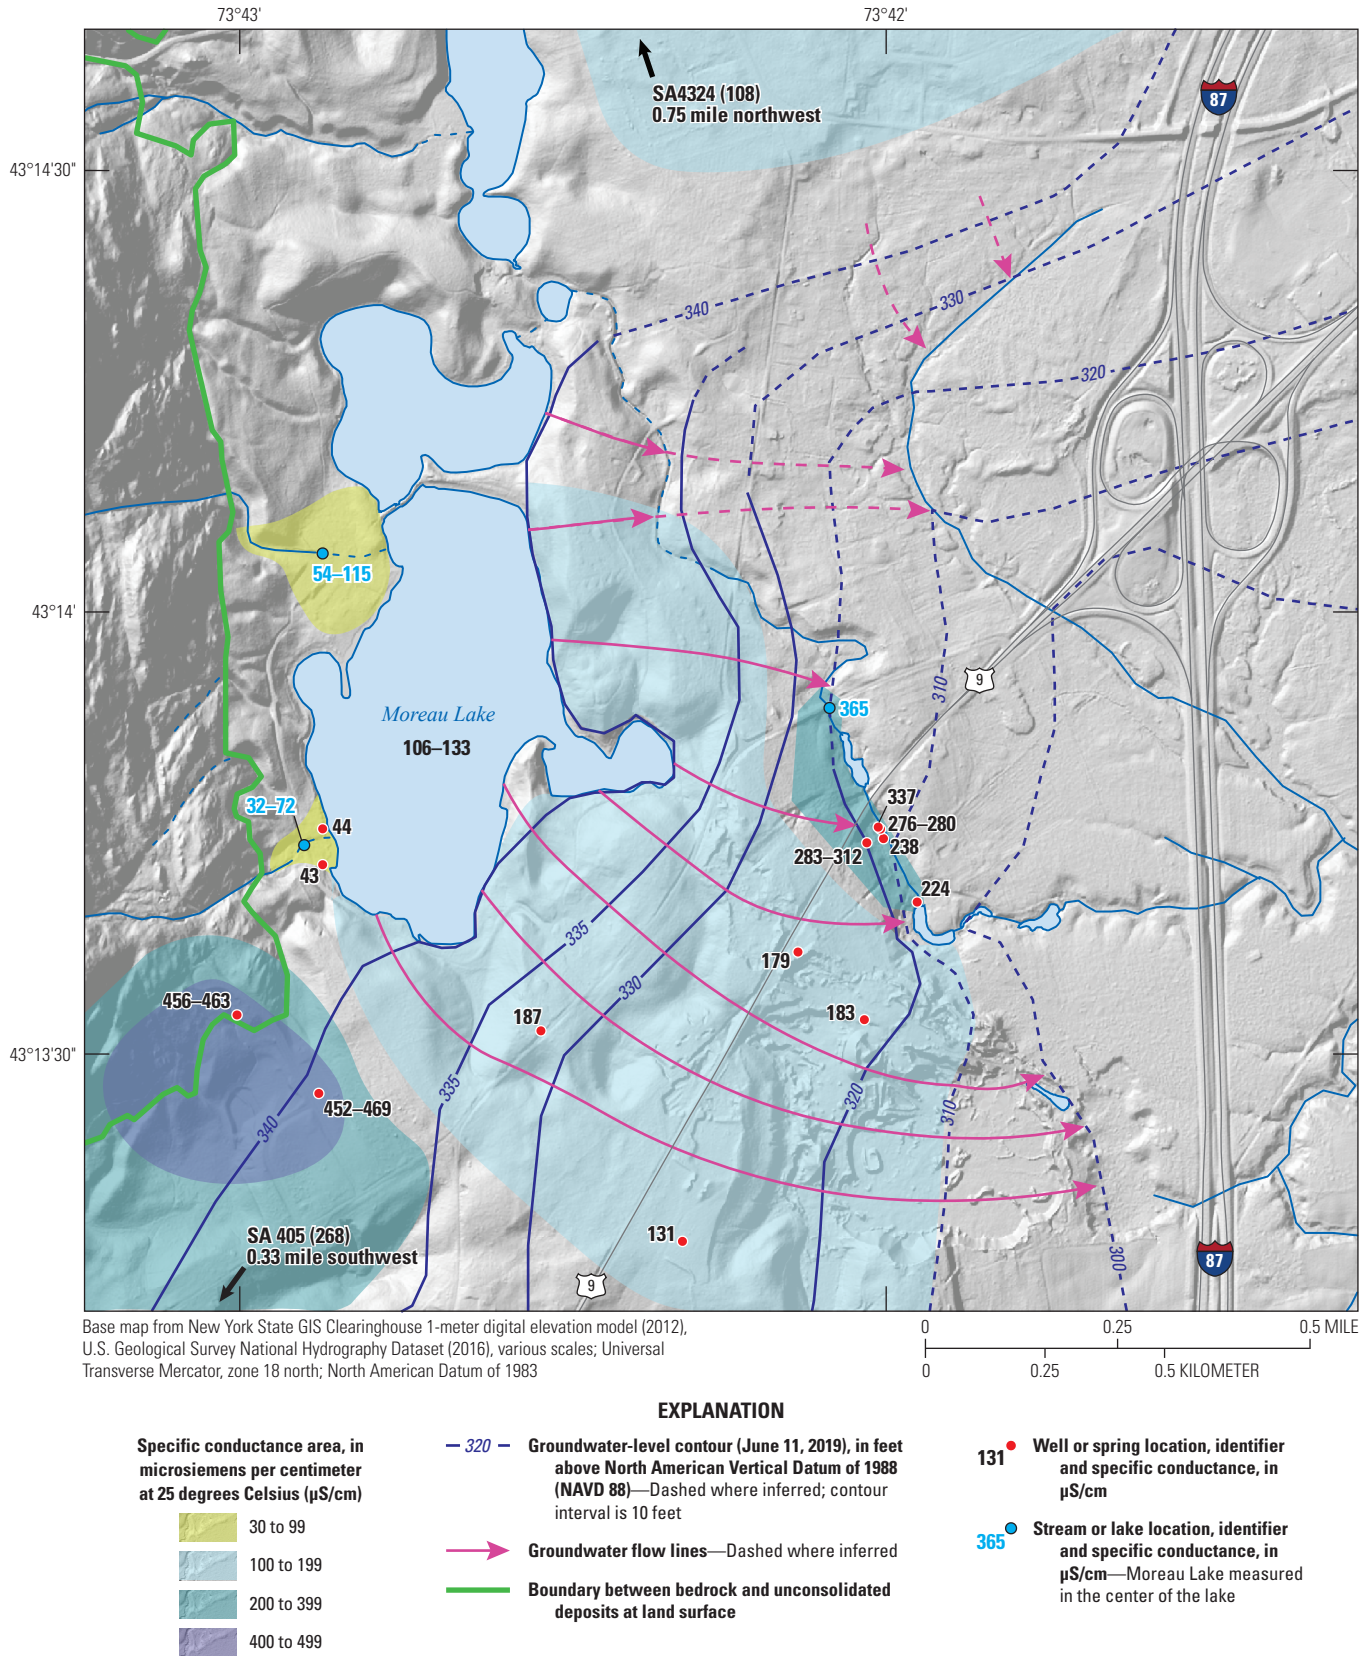 73°43'
73°42'
SA4324 (108)
0.75 mile northwest
87
43°14'30"
340
330
320
54–115
43°14'
9
310
Moreau Lake
106–133
365
32–72
44
43
337
276–280
238
283–312
224
335
179
330
456–463
187
183
43°13'30"
335
452–469
340
320
310
SA 405 (268)
0.33 mile southwest
131
300
87
9
Base map from New York State GIS Clearinghouse 1-meter digital elevation model (2012),
U.S. Geological Survey National Hydrography Dataset (2016), various scales; Universal
Transverse Mercator, zone 18 north; North American Datum of 1983
0 0.25 0.5 MILE
0 0.25 0.5 KILOMETER
EXPLANATION
Specific conductance area, in
microsiemens per centimeter
at 25 degrees Celsius (µS/cm)
30 to 99
100 to 199
200 to 399
400 to 499
320 Groundwater-level contour (June 11, 2019), in feet
above North American Vertical Datum of 1988
(NAVD 88)—Dashed where inferred; contour
interval is 10 feet
Groundwater flow lines—Dashed where inferred
Boundary between bedrock and unconsolidated
deposits at land surface
131 Well or spring location, identifier
and specific conductance, in
µS/cm
365 Stream or lake location, identifier
and specific conductance, in
µS/cm—Moreau Lake measured
in the center of the lake